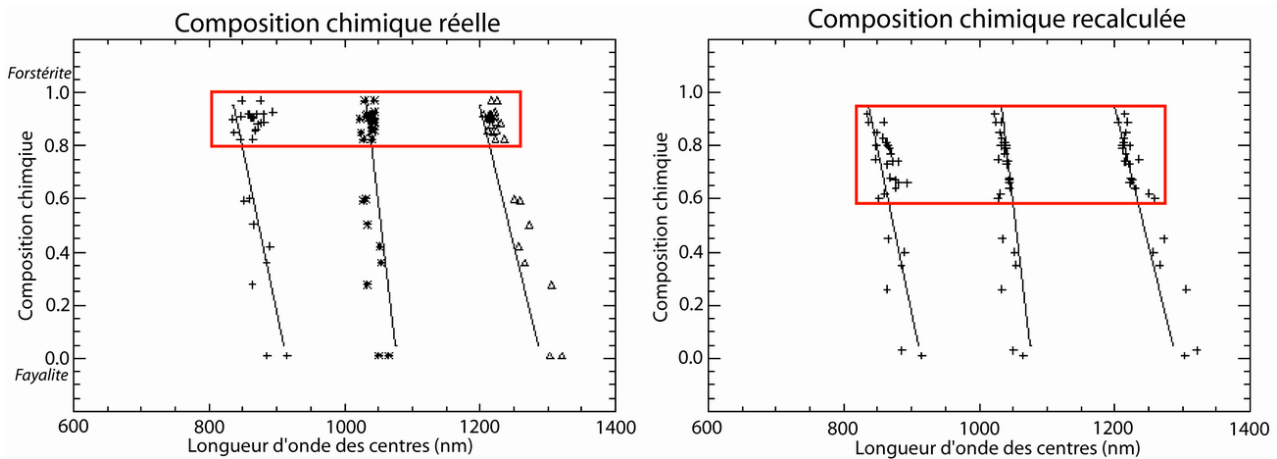 Composition chimique réelle
Forstérite
Composition chimqiue
1.0
0.8
0.6
0.4
0.2
0.0
Fayalite
600
800
1000
1200
1400
Longueur d'onde des centres (nm)
Composition chimique recalculée
Composition chimqiue
1.0
0.8
0.6
0.4
0.2
0.0
600
800
1000
1200
1400
Longueur d'onde des centres (nm)